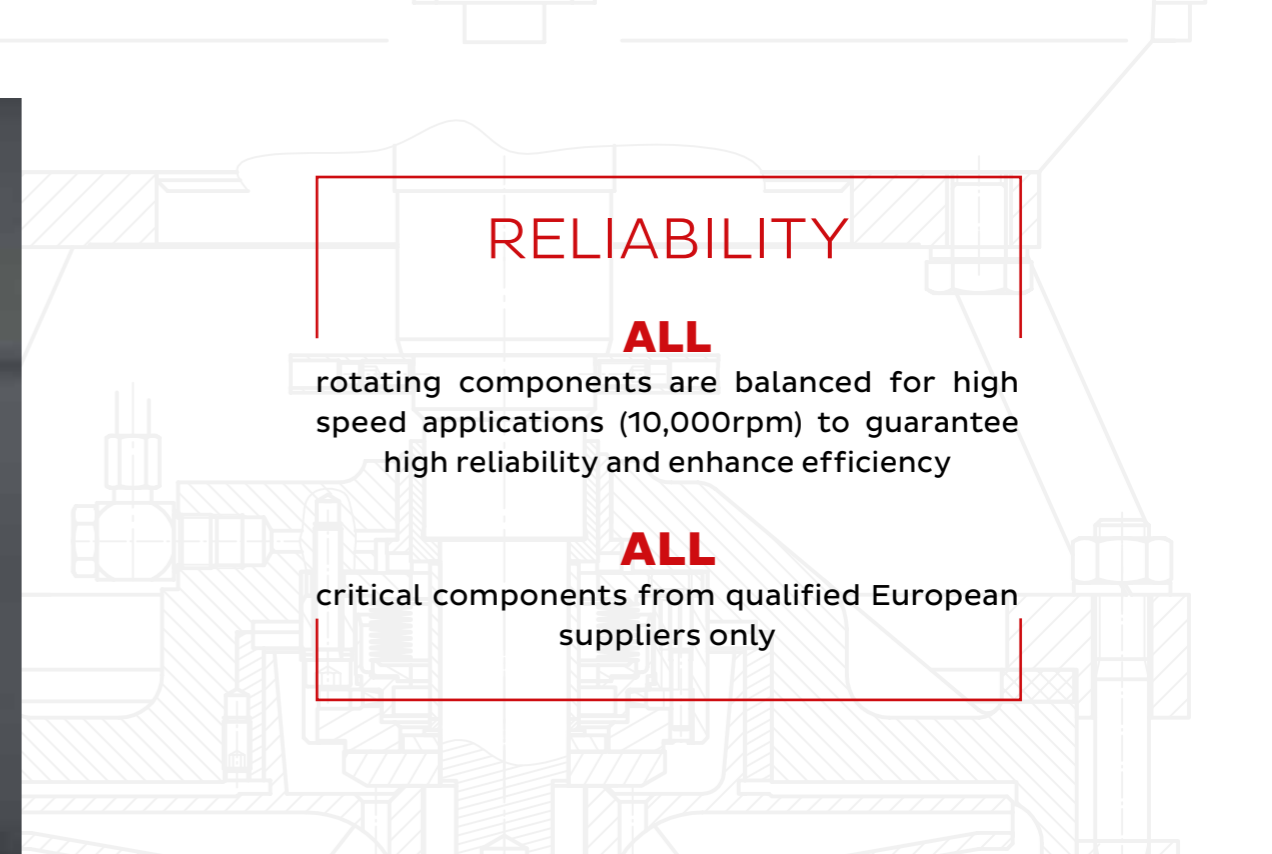 RELIABILITY
ALL
rotating components are balanced for high
speed applications (10,000rpm) to guarantee
high reliability and enhance efficiency
ALL
critical components from qualified European
suppliers only